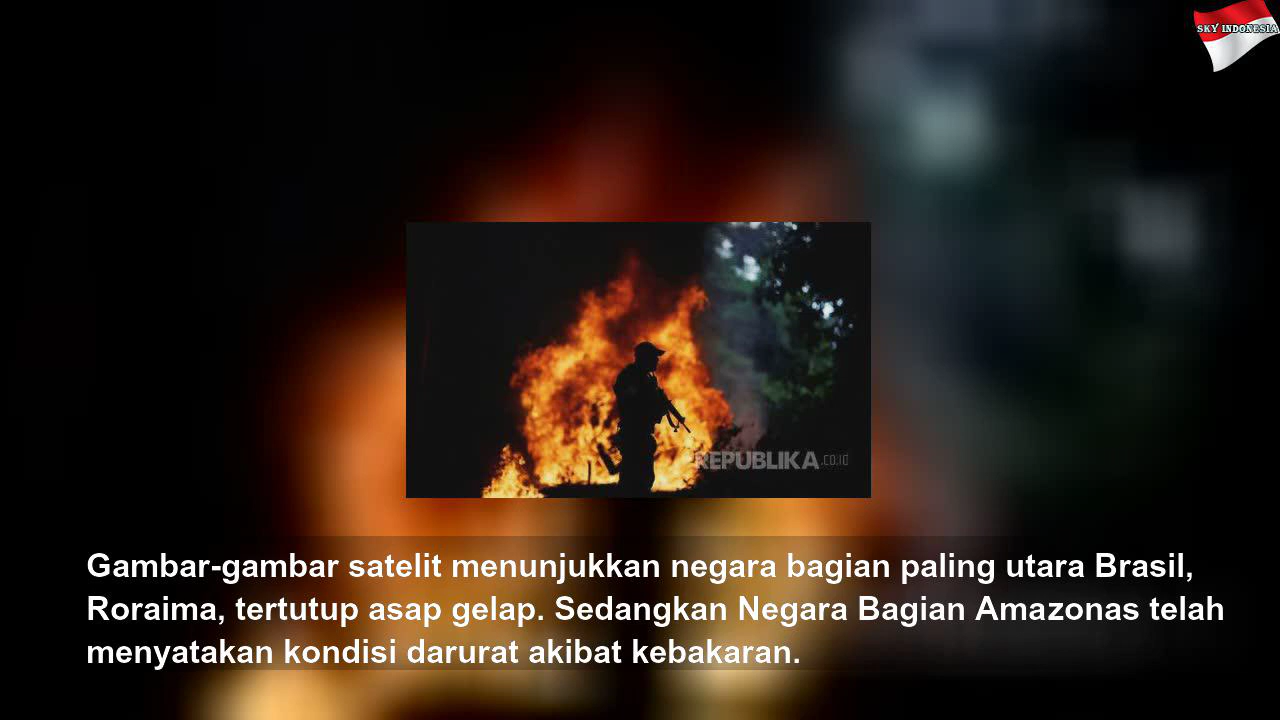 SKY INDONESIA
REPUBLIKA.CO.ID
Gambar-gambar satelit menunjukkan negara bagian paling utara Brasil,
Roraima, tertutup asap gelap. Sedangkan Negara Bagian Amazonas telah
menyatakan kondisi darurat akibat kebakaran.